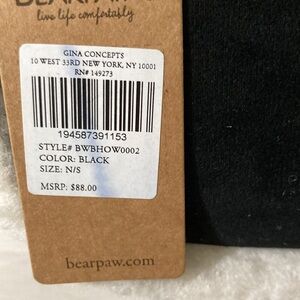 BEARPAW
live life comfortably
GINA CONCEPTS
10 WEST 33RD NEW YORK, NY 10001
RN# 149273
194587391153
STYLE# BWBHOW0002
COLOR: BLACK
SIZE: N/S
MSRP: $88.00
bearpaw.com